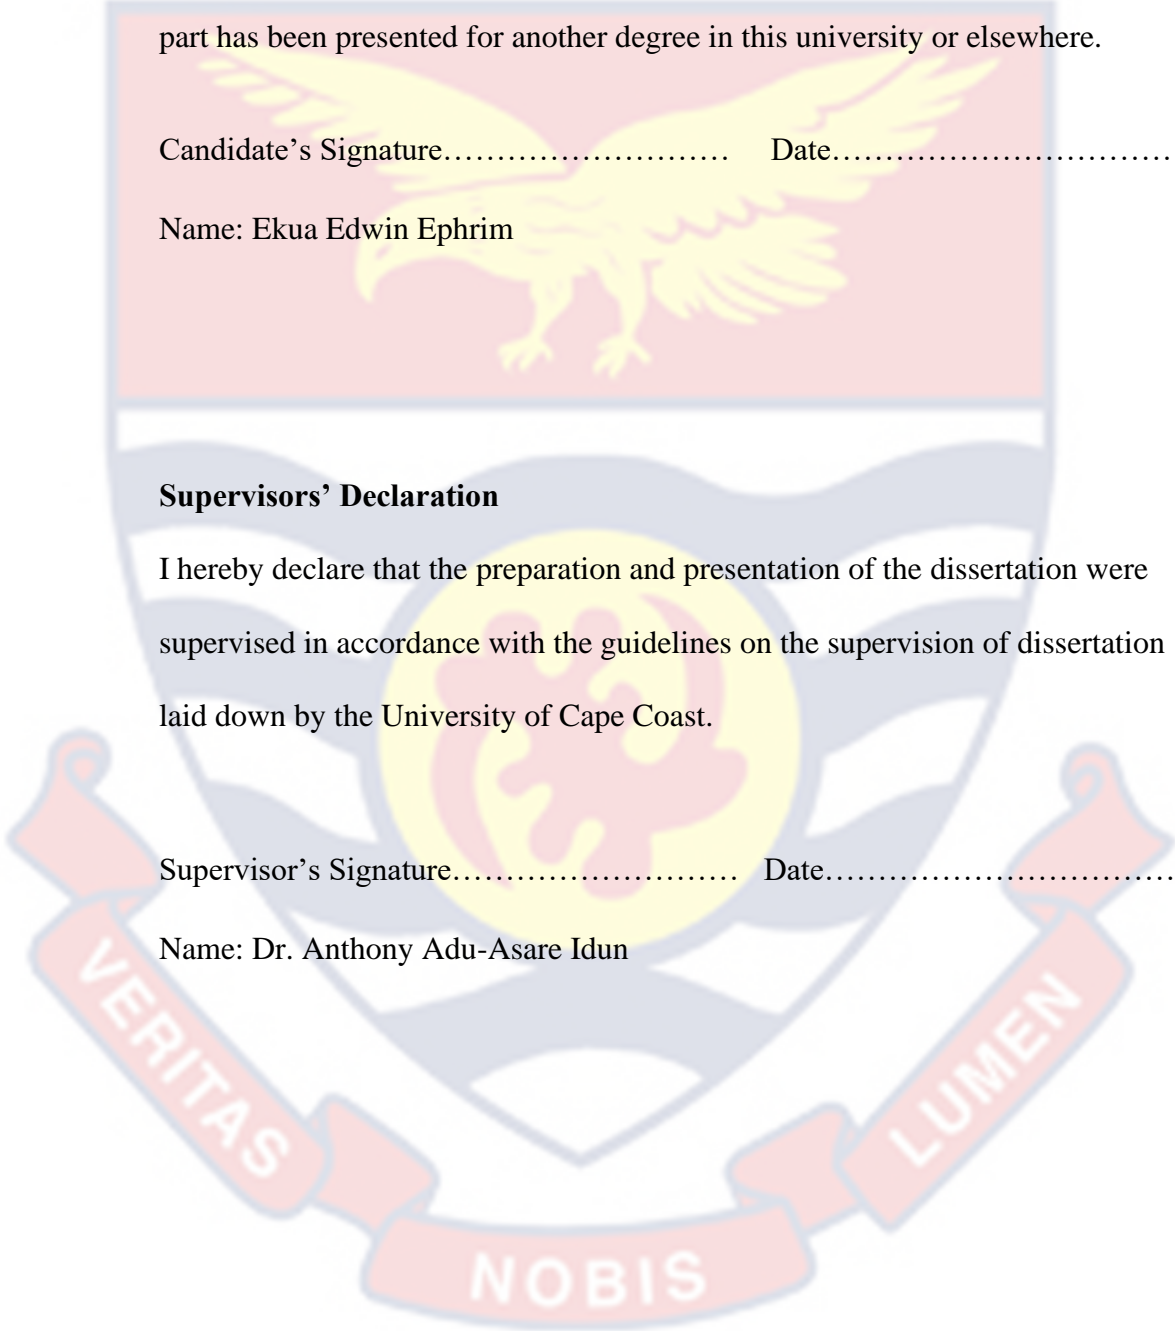 part has been presented for another degree in this university or elsewhere.
Candidate’s Signature……………………… Date……………………………
Name: Ekua Edwin Ephrim
Supervisors’ Declaration
I hereby declare that the preparation and presentation of the dissertation were
supervised in accordance with the guidelines on the supervision of dissertation
laid down by the University of Cape Coast.
Supervisor’s Signature……………………… Date……………………………
Name: Dr. Anthony Adu-Asare Idun
VERITAS
NOBIS
LUMEN